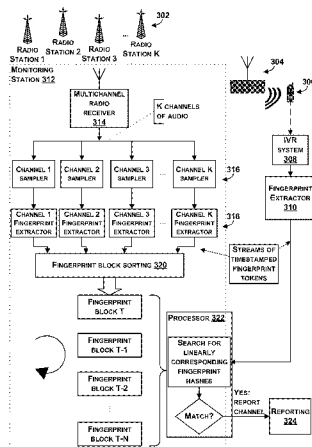 302
RADIO STATION 1
RADIO STATION 2
RADIO STATION 3
... RADIO STATION K
MONITORING STATION 312
304
306
MULTICHANNEL RADIO RECEIVER 314
K CHANNELS OF AUDIO
IVR SYSTEM 308
CHANNEL 1 SAMPLER
CHANNEL 2 SAMPLER
CHANNEL 3 SAMPLER
...
CHANNEL K SAMPLER
316
FINGERPRINT EXTRACTOR 310
CHANNEL 1 FINGERPRINT EXTRACTOR
CHANNEL 2 FINGERPRINT EXTRACTOR
CHANNEL 3 FINGERPRINT EXTRACTOR
...
CHANNEL K FINGERPRINT EXTRACTOR
318
FINGERPRINT BLOCK SORTING 320
STREAMS OF TIMESTAMPED FINGERPRINT TOKENS
FINGERPRINT BLOCK T
FINGERPRINT BLOCK T-1
FINGERPRINT BLOCK T-2
...
FINGERPRINT BLOCK T-N
PROCESSOR 322
SEARCH FOR LINEARLY CORRESPONDING FINGERPRINT HASHES
MATCH?
YES: REPORT CHANNEL
REPORTING 324